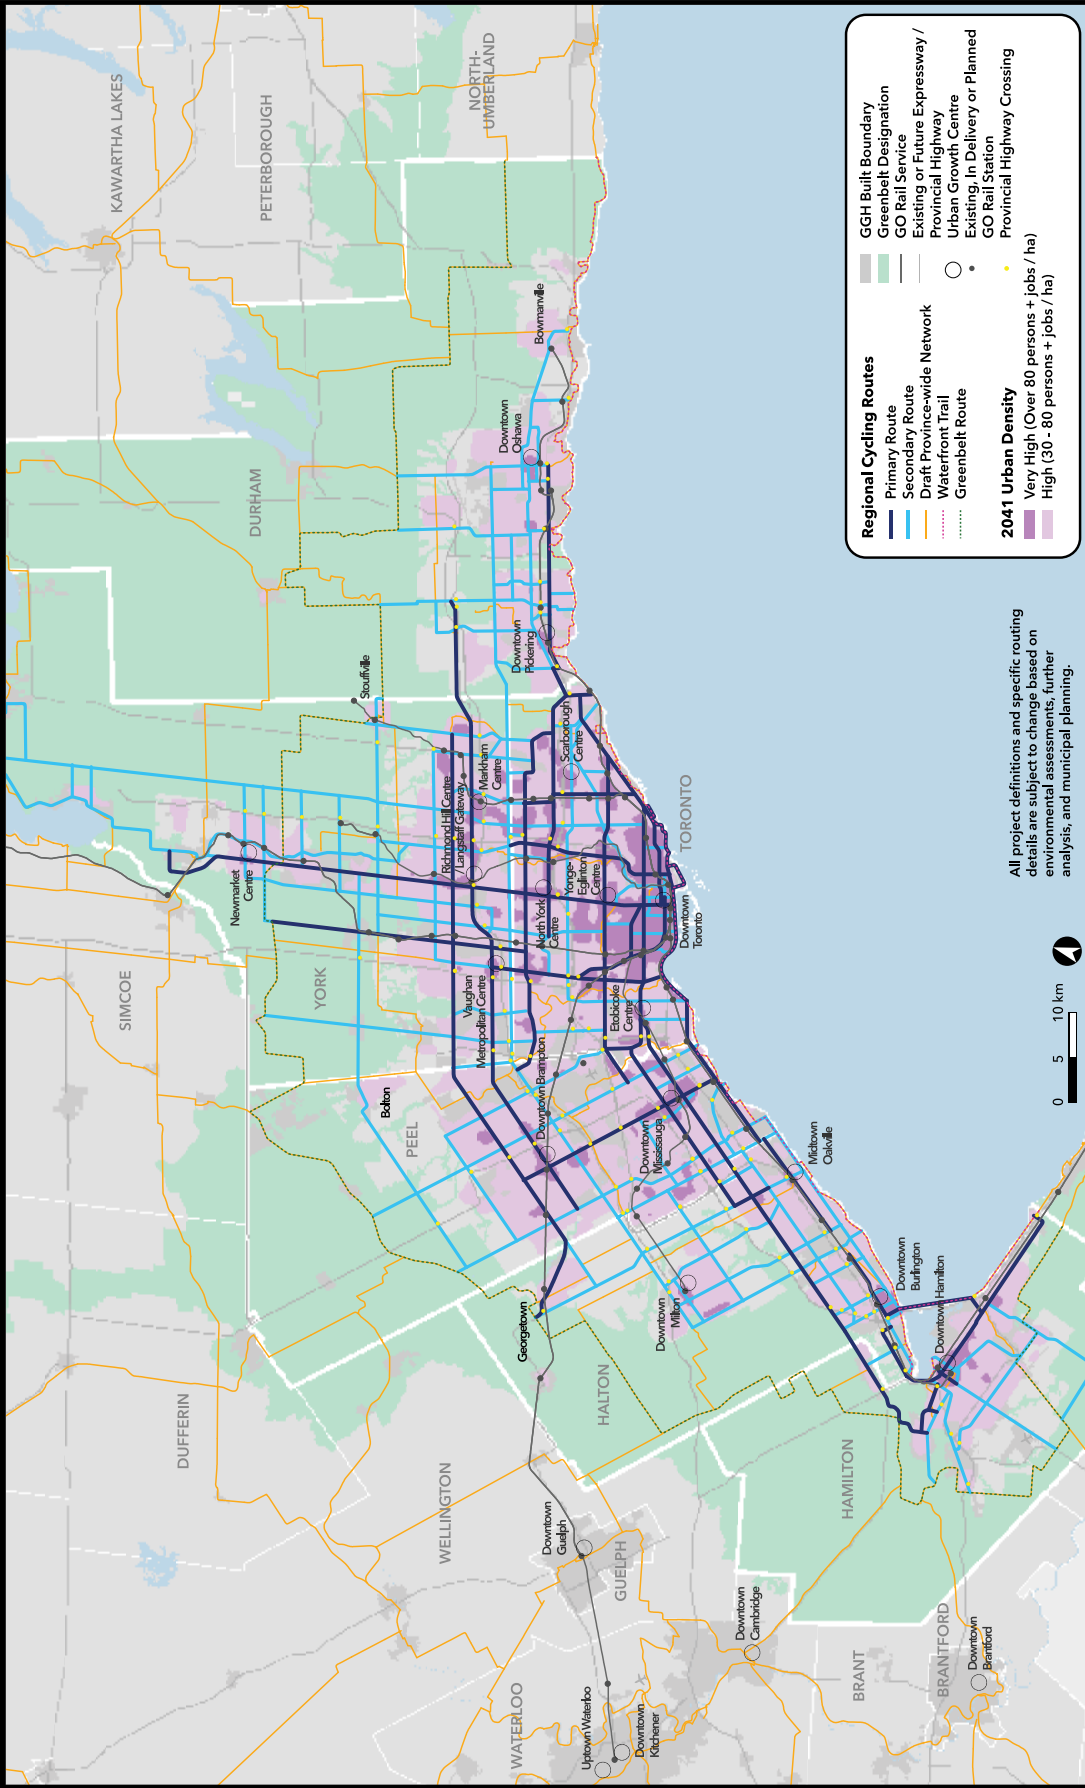 KAWARTHA LAKES
PETERBOROUGH
NORTH-
UMBERLAND
DURHAM
SIMCOE
YORK
PEEL
DUFFERIN
WELLINGTON
HALTON
TORONTO
HAMILTON
GUELPH
WATERLOO
BRANT
BRANTFORD
Bowmanville
Downtown
Oshawa
Downtown
Pickering
Stouffville
Scarborough
Centre
Markham
Centre
Richmond Hill Centre
/ Langstaff Gateway
Newmarket
Centre
North York
Centre
Yonge-
Eglinton
Centre
Downtown
Toronto
Vaughan
Metropolitan Centre
Etobicoke
Centre
Bolton
Downtown Brampton
Downtown
Mississauga
Midtown
Oakville
Georgetown
Downtown
Milton
Downtown
Burlington
Downtown Hamilton
Downtown
Guelph
Downtown
Cambridge
Uptown Waterloo
Downtown
Kitchener
Downtown
Brantford
Regional Cycling Routes
Primary Route
Secondary Route
Draft Province-wide Network
Waterfront Trail
Greenbelt Route
2041 Urban Density
Very High (Over 80 persons + jobs / ha)
High (30 - 80 persons + jobs / ha)
GGH Built Boundary
Greenbelt Designation
GO Rail Service
Existing or Future Expressway /
Provincial Highway
Urban Growth Centre
Existing, In Delivery or Planned
GO Rail Station
Provincial Highway Crossing
All project definitions and specific routing
details are subject to change based on
environmental assessments, further
analysis, and municipal planning.
0 5 10 km